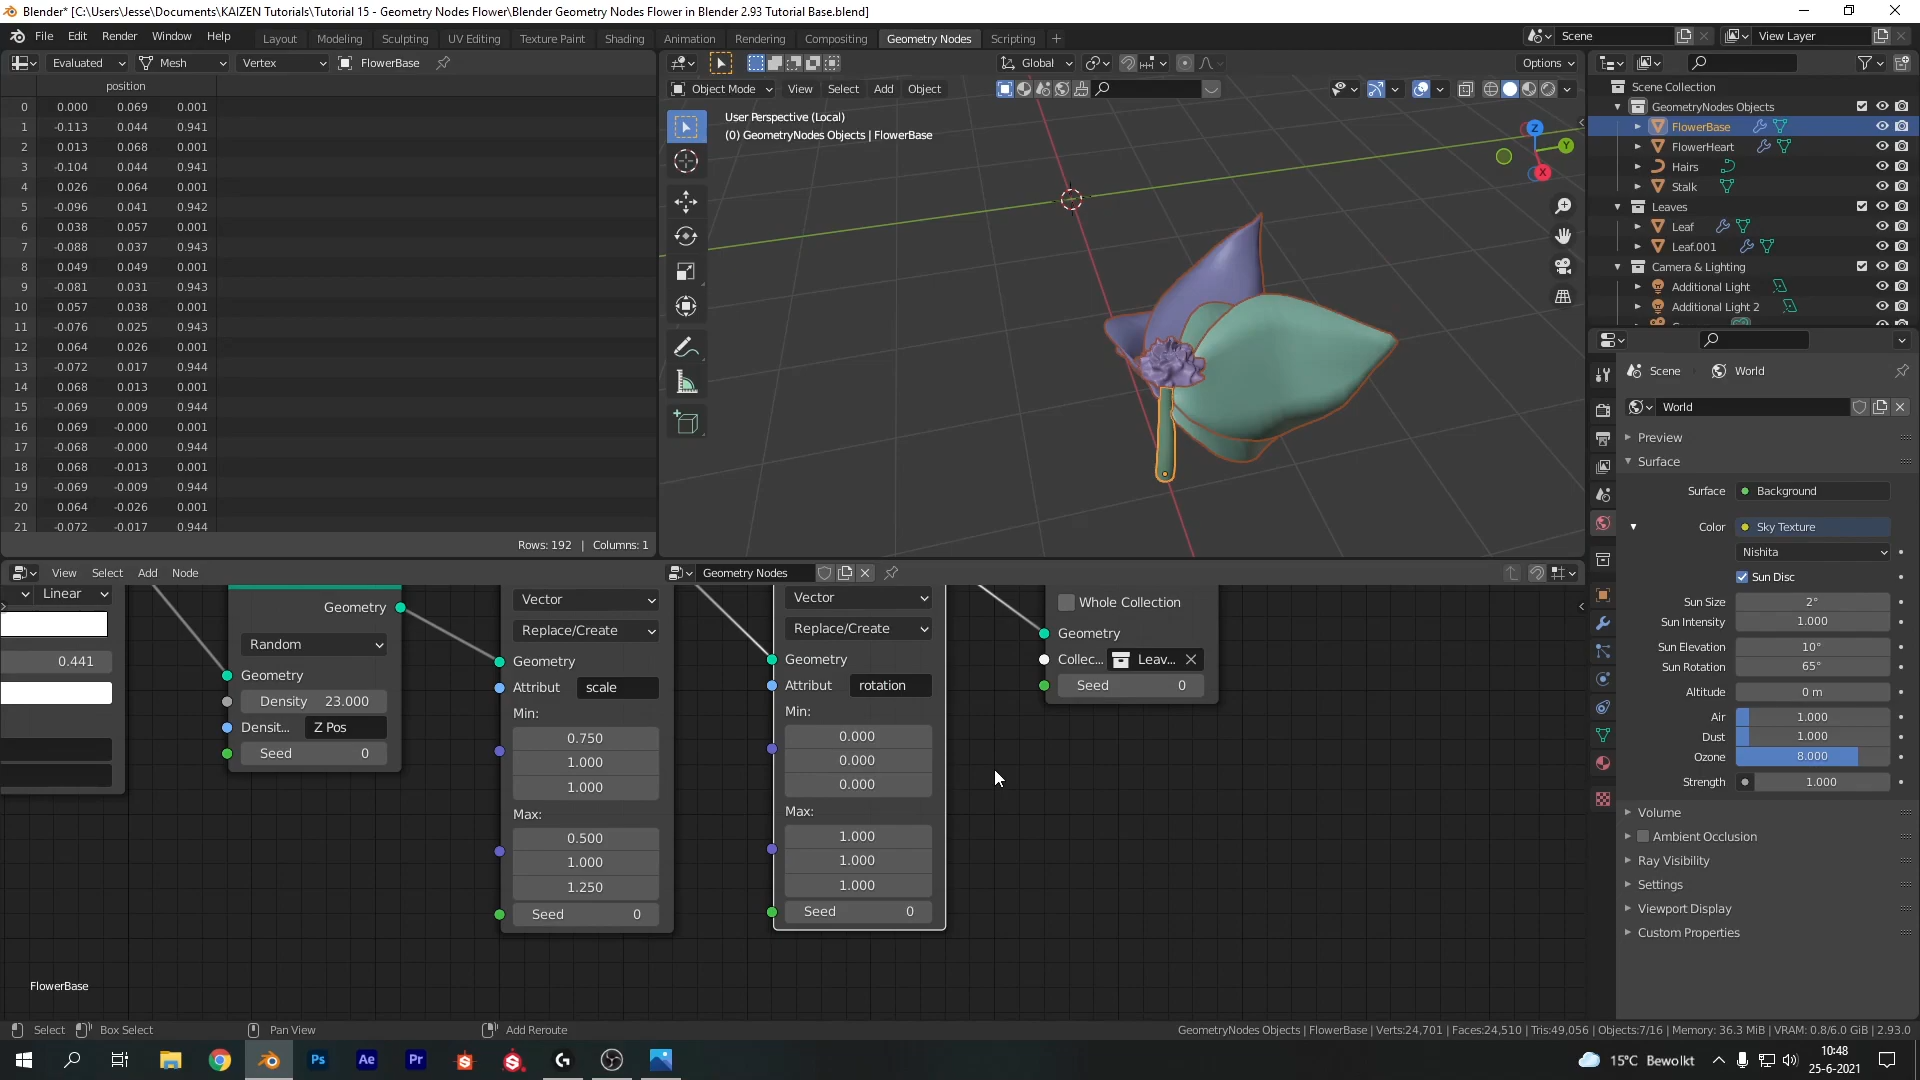 Blender* [C:\Users\Jesse\Documents\KAIZEN Tutorials\Tutorial 15 - Geometry Nodes Flower\Blender Geometry Nodes Flower in Blender 2.93 Tutorial Base.blend]
File Edit Render Window Help Layout Modeling Sculpting UV Editing Texture Paint Shading Animation Rendering Compositing Geometry Nodes Scripting + Scene View Layer
Evaluated Mesh Vertex FlowerBase
position
0 0.000 0.069 0.001
1 -0.113 0.044 0.941
2 0.013 0.068 0.001
3 -0.104 0.044 0.941
4 0.026 0.064 0.001
5 -0.096 0.041 0.942
6 0.038 0.057 0.001
7 -0.088 0.037 0.943
8 0.049 0.049 0.001
9 -0.081 0.031 0.943
10 0.057 0.038 0.001
11 -0.076 0.025 0.943
12 0.064 0.026 0.001
13 -0.072 0.017 0.944
14 0.068 0.013 0.001
15 -0.069 0.009 0.944
16 0.069 -0.000 0.001
17 -0.068 -0.000 0.944
18 0.068 -0.013 0.001
19 -0.069 -0.009 0.944
20 0.064 -0.026 0.001
21 -0.072 -0.017 0.944
Rows: 192 | Columns: 1
Global Options
Object Mode View Select Add Object
User Perspective (Local)
(0) GeometryNodes Objects | FlowerBase
Z
Y
X
Scene Collection
GeometryNodes Objects
FlowerBase
FlowerHeart
Hairs
Stalk
Leaves
Leaf
Leaf.001
Camera & Lighting
Additional Light
Additional Light 2
Scene World
World
Preview
Surface
Surface Background
Color Sky Texture
Nishita
Sun Disc
Sun Size 2°
Sun Intensity 1.000
Sun Elevation 10°
Sun Rotation 65°
Altitude 0 m
Air 1.000
Dust 1.000
Ozone 8.000
Strength 1.000
Volume
Ambient Occlusion
Ray Visibility
Settings
Viewport Display
Custom Properties
View Select Add Node Geometry Nodes
Linear
0.441
Geometry
Random
Geometry
Density 23.000
Densit... Z Pos
Seed 0
Vector
Replace/Create
Geometry
Attribut scale
Min:
0.750
1.000
1.000
Max:
0.500
1.000
1.250
Seed 0
Vector
Replace/Create
Geometry
Attribut rotation
Min:
0.000
0.000
0.000
Max:
1.000
1.000
1.000
Seed 0
Whole Collection
Geometry
Collec... Leav...
Seed 0
FlowerBase
Select Box Select Pan View Add Reroute GeometryNodes Objects | FlowerBase | Verts:24,701 | Faces:24,510 | Tris:49,056 | Objects:7/16 | Memory: 36.3 MiB | VRAM: 0.8/6.0 GiB | 2.93.0
Ps Ae Pr 15°C Bewolkt 10:48
25-6-2021